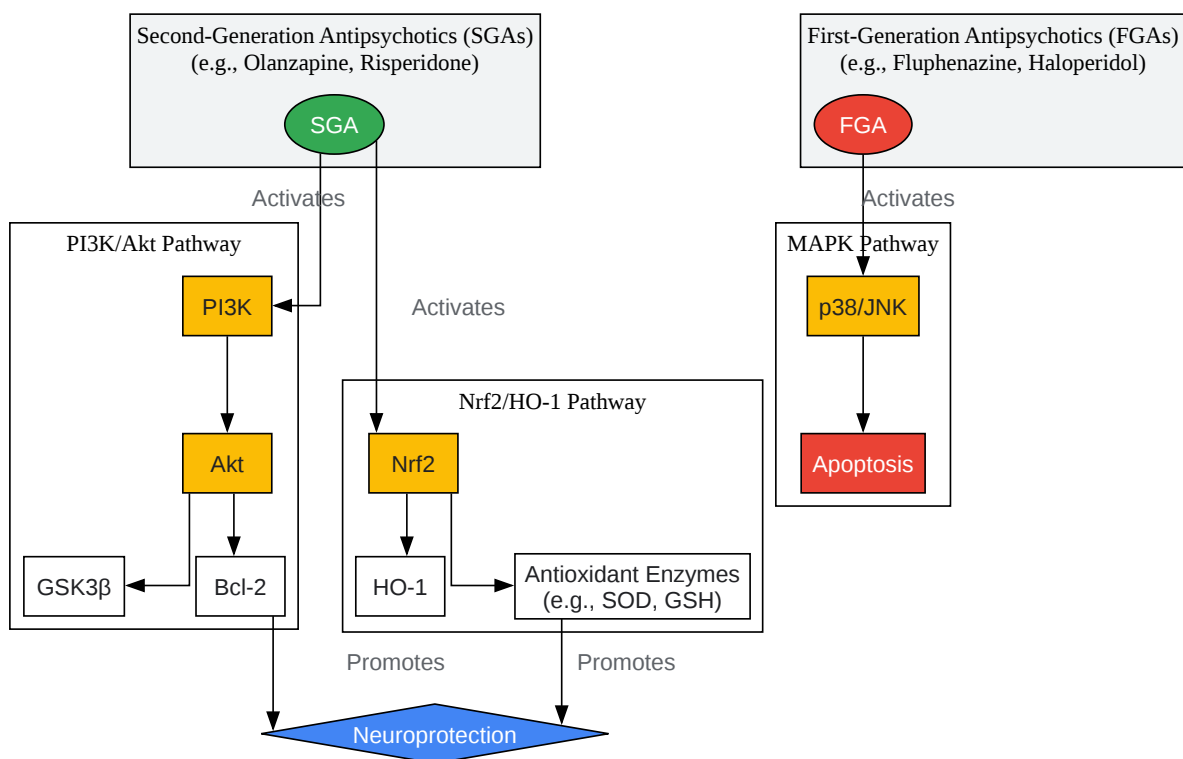 Second-Generation Antipsychotics (SGAs)
(e.g., Olanzapine, Risperidone)
SGA
First-Generation Antipsychotics (FGAs)
(e.g., Fluphenazine, Haloperidol)
FGA
Activates
Activates
PI3K/Akt Pathway
PI3K
Activates
MAPK Pathway
p38/JNK
Nrf2/HO-1 Pathway
Akt
Nrf2
Apoptosis
GSK3β
Bcl-2
HO-1
Antioxidant Enzymes
(e.g., SOD, GSH)
Promotes
Promotes
Neuroprotection